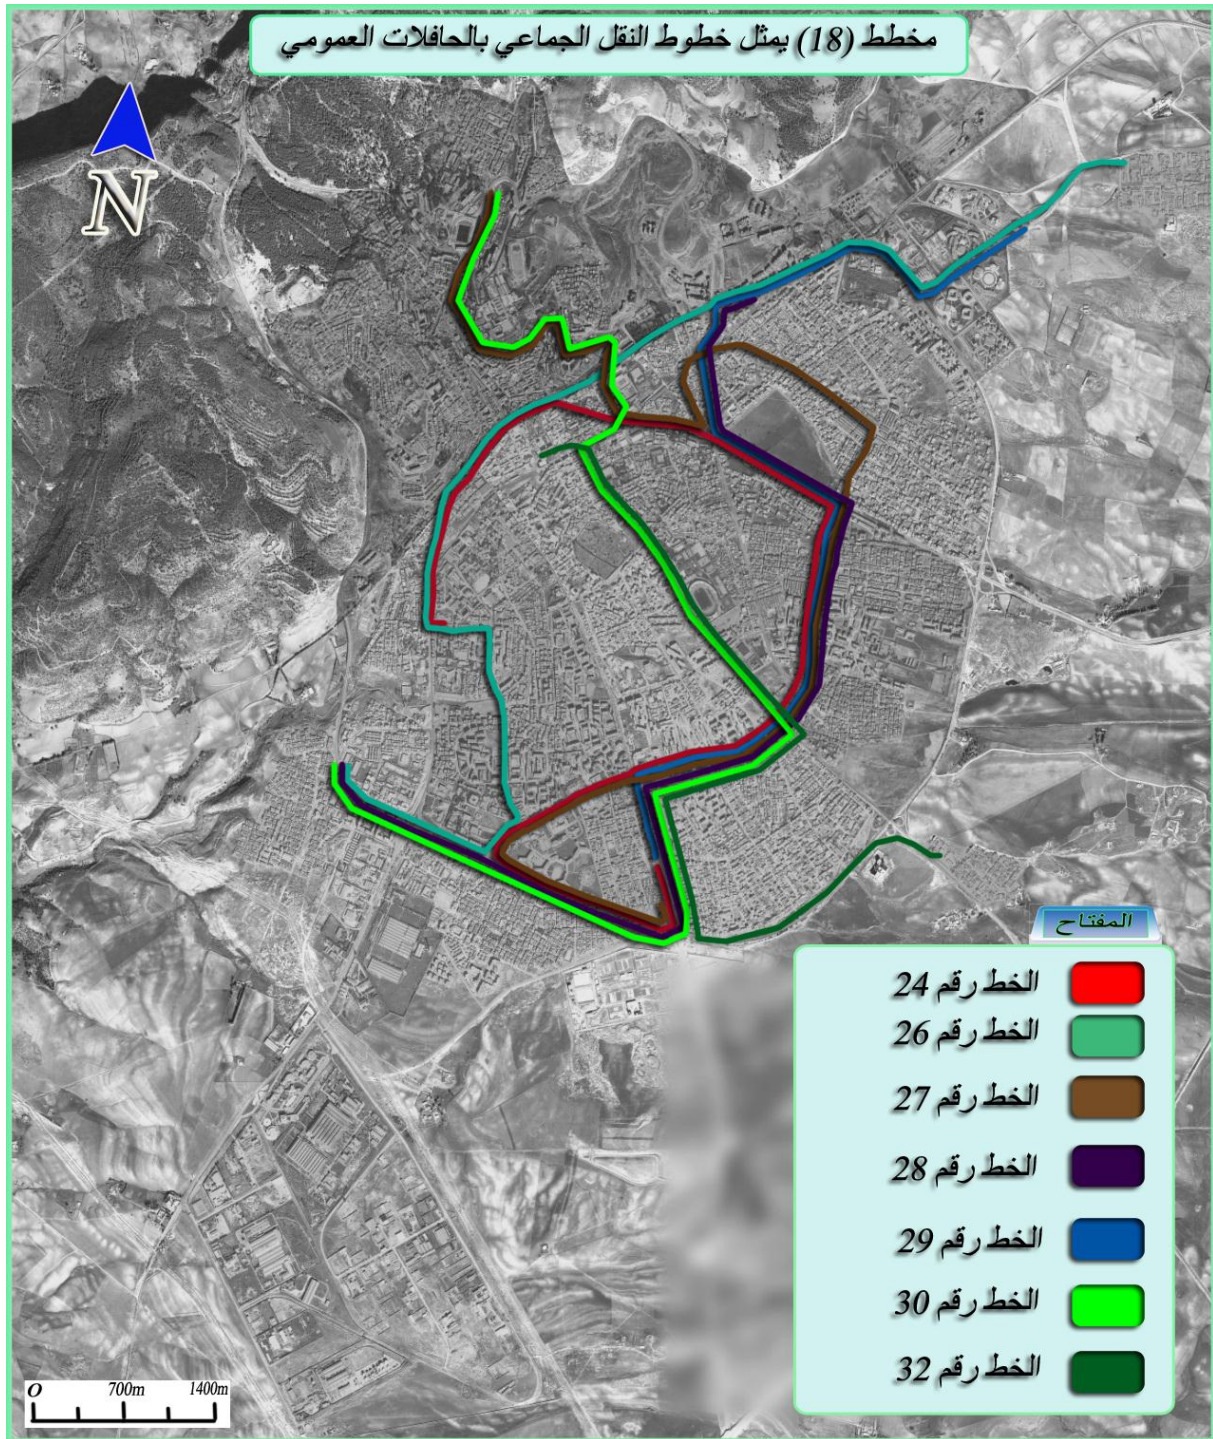 مخطط (18) يمثل خطوط النقل الجماعي بالحافلات العمومي
N
المفتاح
الخط رقم 24
الخط رقم 26
الخط رقم 27
الخط رقم 28
الخط رقم 29
الخط رقم 30
الخط رقم 32
O 700m 1400m